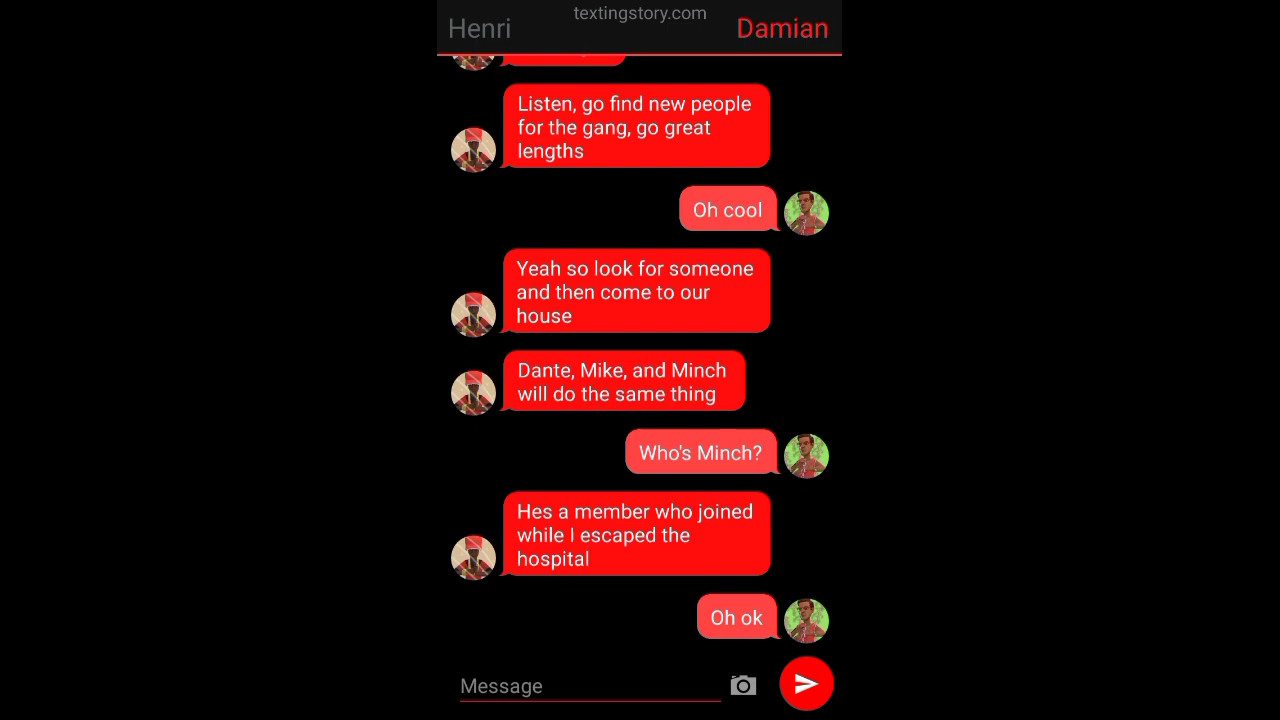 textingstory.com
Henri
Damian
Listen, go find new people
for the gang, go great
lengths
Oh cool
Yeah so look for someone
and then come to our
house
Dante, Mike, and Minch
will do the same thing
Who's Minch?
Hes a member who joined
while I escaped the
hospital
Oh ok
Message